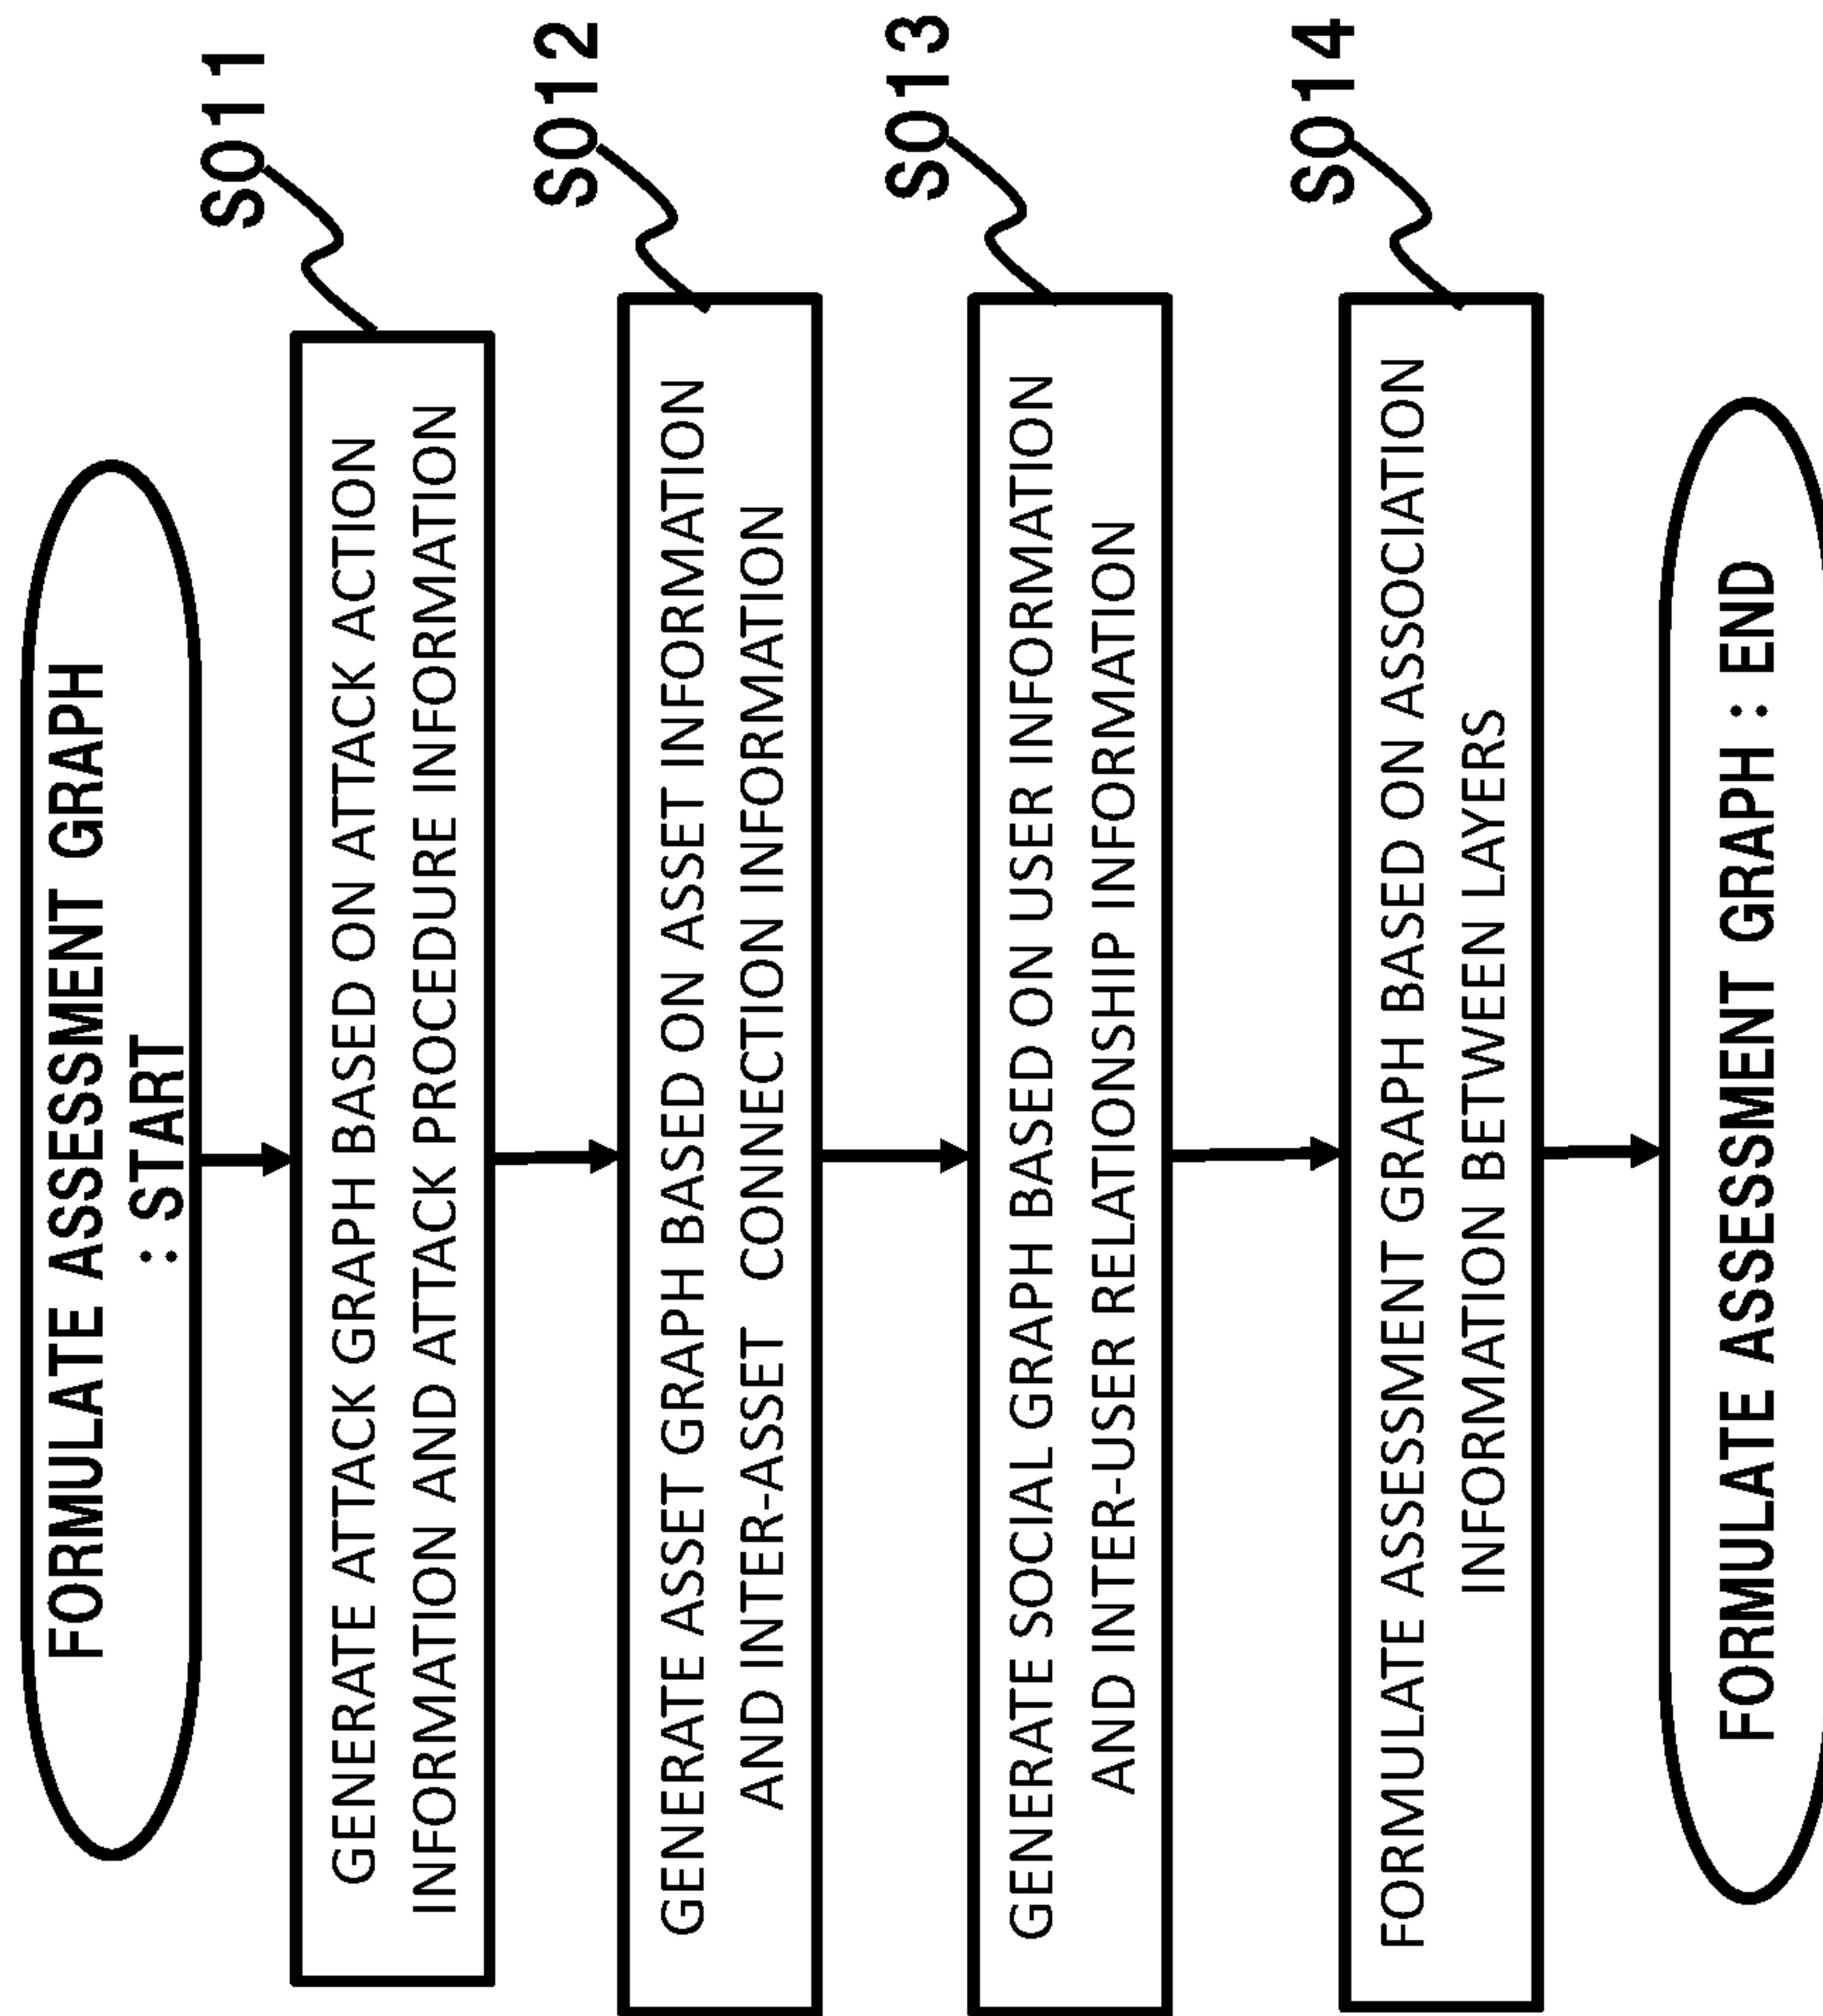 FORMULATE ASSESSMENT GRAPH
: START
S011
GENERATE ATTACK GRAPH BASED ON ATTACK ACTION
INFORMATION AND ATTACK PROCEDURE INFORMATION
S012
GENERATE ASSET GRAPH BASED ON ASSET INFORMATION
AND INTER-ASSET CONNECTION INFORMATION
S013
GENERATE SOCIAL GRAPH BASED ON USER INFORMATION
AND INTER-USER RELATIONSHIP INFORMATION
S014
FORMULATE ASSESSMENT GRAPH BASED ON ASSOCIATION
INFORMATION BETWEEN LAYERS
FORMULATE ASSESSMENT GRAPH : END